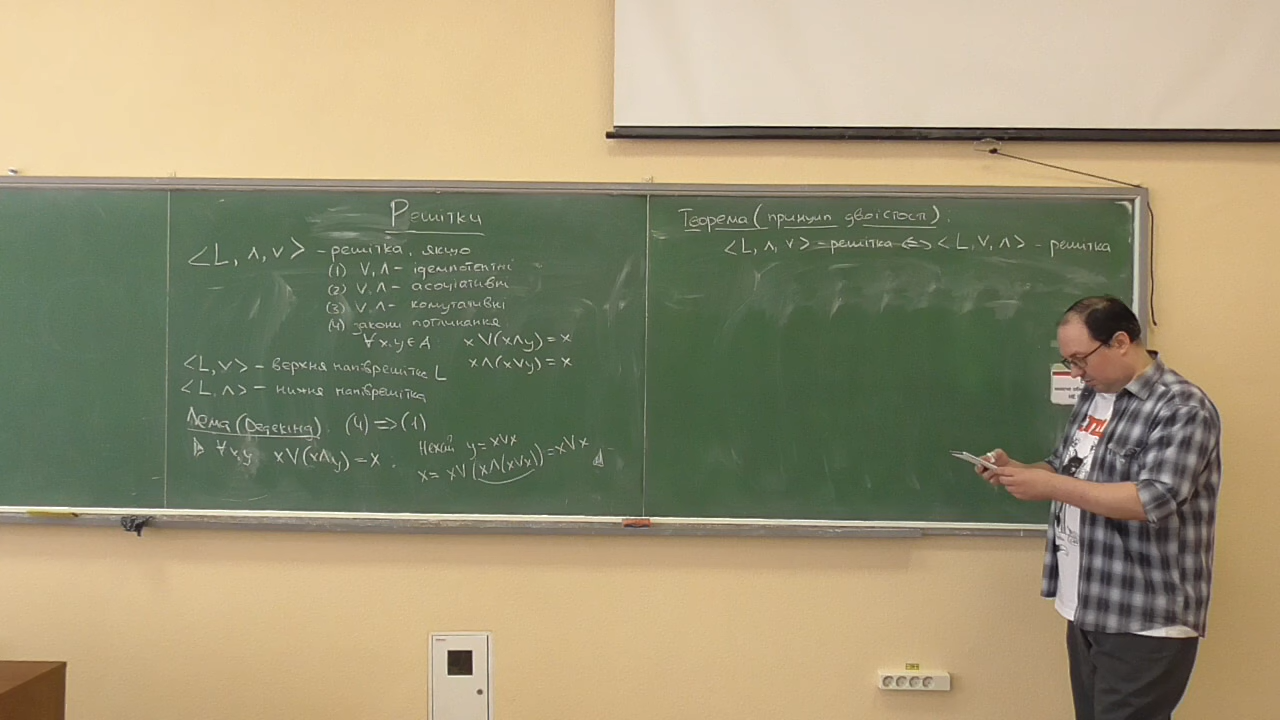 Решітки
<L, ∧, ∨> - решітка, якщо
(1) ∨, ∧ - ідемпотентні
(2) ∨, ∧ - асоціативні
(3) ∨, ∧ - комутативні
(4) закони поглинання
∀x,y∈A x∨(x∧y)=x
x∧(x∨y)=x
<L, ∨> - верхня напіврешітка L
<L, ∧> - нижня напіврешітка
Лема (Дедекінд). (4) => (1)
▷ ∀x,y x∨(x∧y)=x. Нехай y=x∨x
x= x∨(x∧(x∨x))=x∨x ◁
Теорема (принцип двоїстості):
<L, ∧, ∨> - решітка <=> <L, ∨, ∧> - решітка